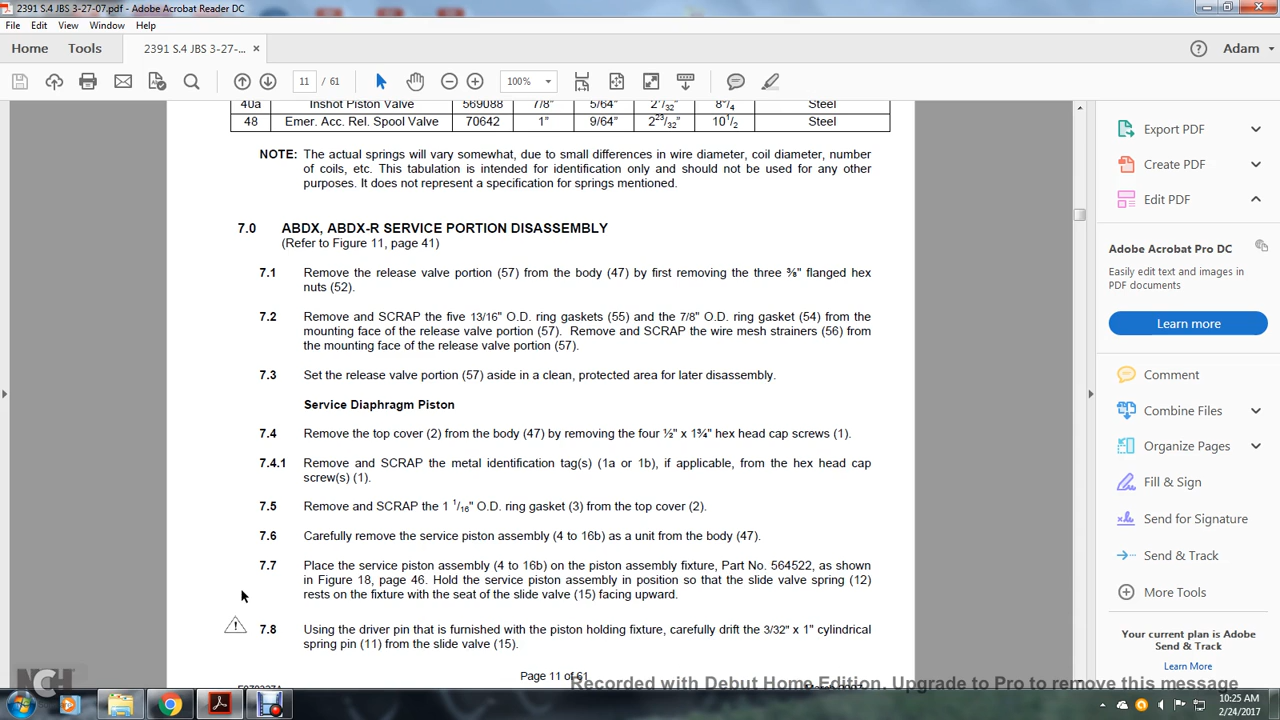 2391 S.4 JBS 3-27-07.pdf - Adobe Acrobat Reader DC
File Edit View Window Help
Home Tools 2391 S.4 JBS 3-27-... × Adam
11 / 61 100%
40a Inshot Piston Valve 569088 7/8" 5/64" Steel
48 Emer. Acc. Rel. Spool Valve 70642 1" 9/64" 2 23/32" 10 1/2 Steel
NOTE: The actual springs will vary somewhat, due to small differences in wire diameter, coil diameter, number
of coils, etc. This tabulation is intended for identification only and should not be used for any other
purposes. It does not represent a specification for springs mentioned.
7.0 ABDX, ABDX-R SERVICE PORTION DISASSEMBLY
(Refer to Figure 11, page 41)
7.1 Remove the release valve portion (57) from the body (47) by first removing the three ⅜" flanged hex
nuts (52).
7.2 Remove and SCRAP the five 13/16" O.D. ring gaskets (55) and the 7/8" O.D. ring gasket (54) from the
mounting face of the release valve portion (57). Remove and SCRAP the wire mesh strainers (56) from
the mounting face of the release valve portion (57).
7.3 Set the release valve portion (57) aside in a clean, protected area for later disassembly.
Service Diaphragm Piston
7.4 Remove the top cover (2) from the body (47) by removing the four ½" x 1¾" hex head cap screws (1).
7.4.1 Remove and SCRAP the metal identification tag(s) (1a or 1b), if applicable, from the hex head cap
screw(s) (1).
7.5 Remove and SCRAP the 1 1/16" O.D. ring gasket (3) from the top cover (2).
7.6 Carefully remove the service piston assembly (4 to 16b) as a unit from the body (47).
7.7 Place the service piston assembly (4 to 16b) on the piston assembly fixture, Part No. 564522, as shown
in Figure 18, page 46. Hold the service piston assembly in position so that the slide valve spring (12)
rests on the fixture with the seat of the slide valve (15) facing upward.
! 7.8 Using the driver pin that is furnished with the piston holding fixture, carefully drift the 3/32" x 1" cylindrical
spring pin (11) from the slide valve (15).
Page 11 of 61
Export PDF
Create PDF
Edit PDF
Adobe Acrobat Pro DC
Easily edit text and images in
PDF documents
Learn more
Comment
Combine Files
Organize Pages
Fill & Sign
Send for Signature
Send & Track
More Tools
Your current plan is Adobe
Send & Track
Learn More
NCH
Recorded with Debut Home Edition. Upgrade to Pro to remove this message
10:25 AM
2/24/2017